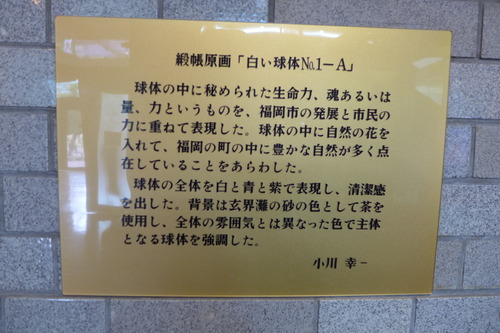 緞帳原画「白い球体№1−A」
球体の中に秘められた生命力、魂あるいは
量、力というものを、福岡市の発展と市民の
力に重ねて表現した。球体の中に自然の花を
入れて、福岡の町の中に豊かな自然が多く点
在していることをあらわした。
球体の全体を白と青と紫で表現し、清潔感
を出した。背景は玄界灘の砂の色として茶を
使用し、全体の雰囲気とは異なった色で主体
となる球体を強調した。
小川 幸一